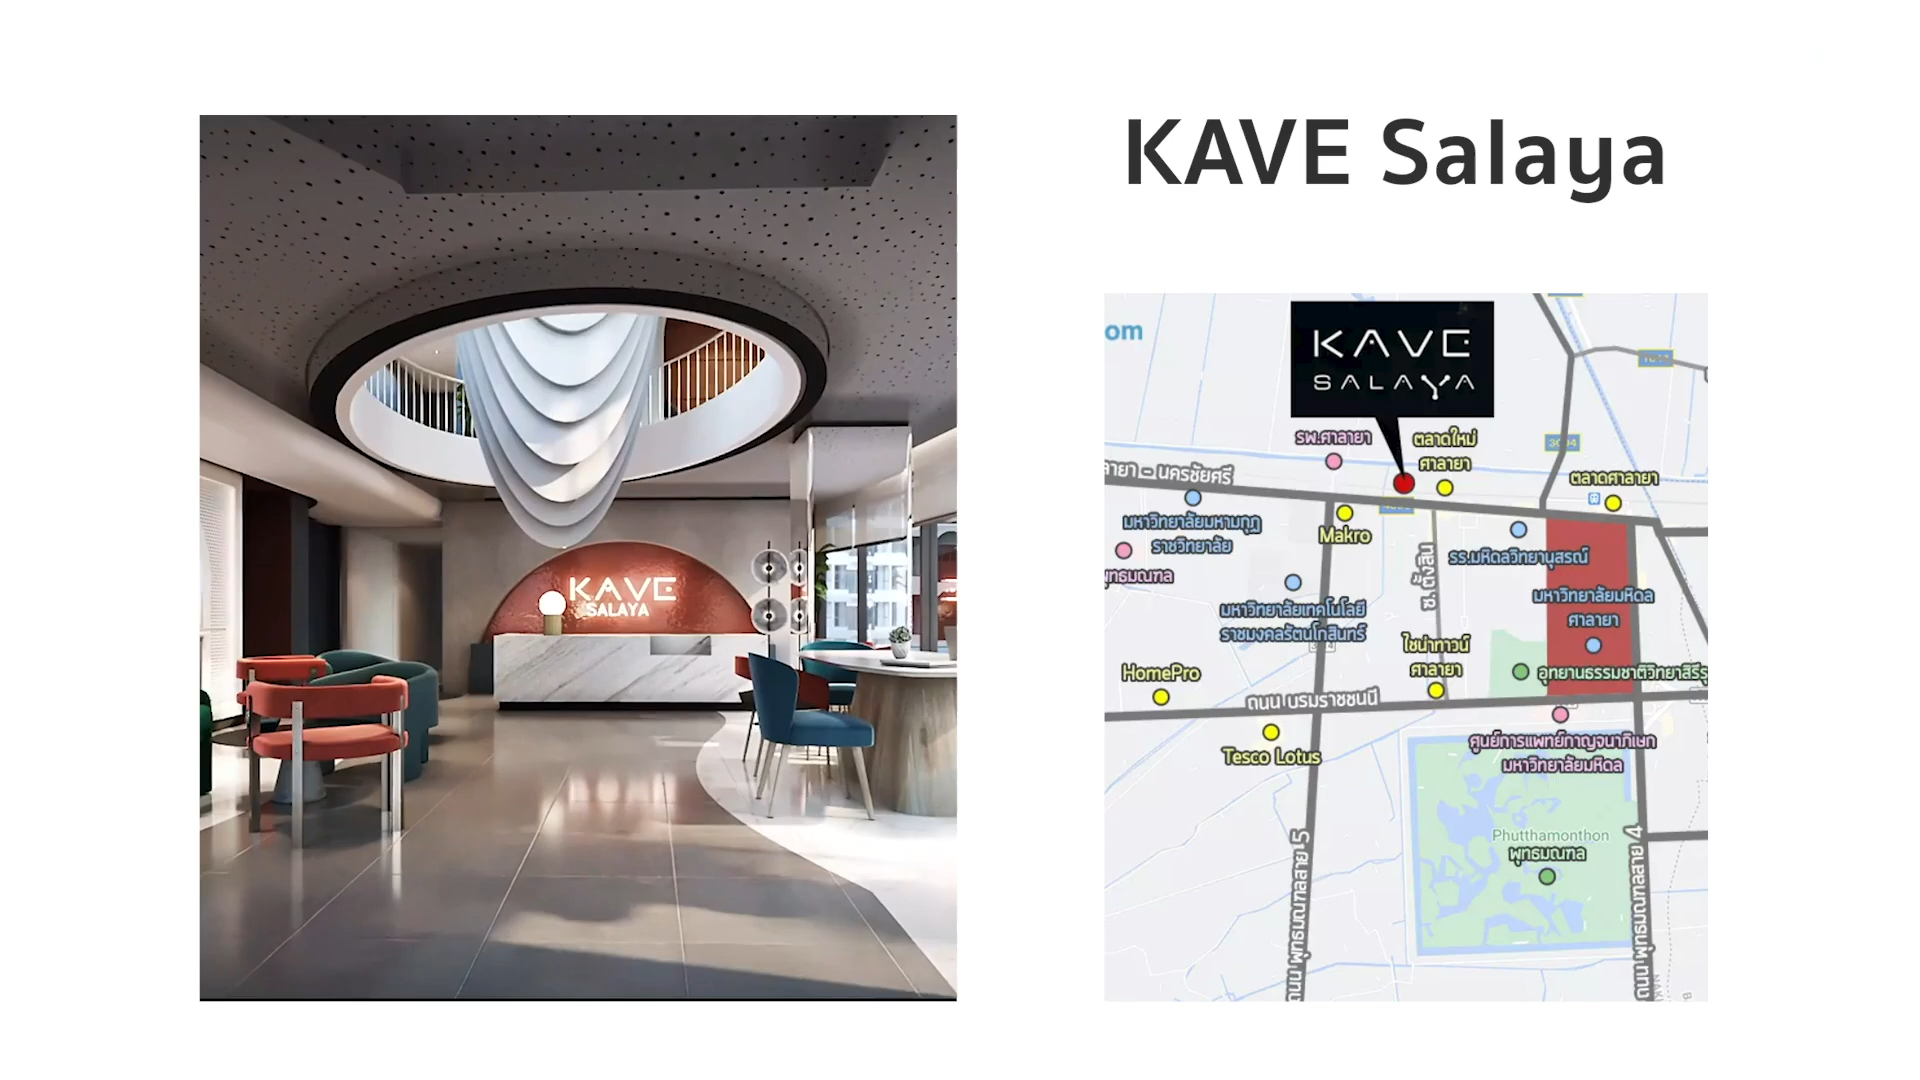 KAVE Salaya
KAVE
SALAYA
om
KAVE
SALAYA
รพ.ศาลายา
ตลาดใหม่
ศาลายา
3004
ลายา - นครชัยศรี
ตลาดศาลายา
มหาวิทยาลัยมหามกุฏ
ราชวิทยาลัย
Makro
รร.มหิดลวิทยานุสรณ์
ซ. ตั้งสิน
พุทธมณฑล
มหาวิทยาลัยเทคโนโลยี
ราชมงคลรัตนโกสินทร์
มหาวิทยาลัยมหิดล
ศาลายา
ไชน่าทาวน์
ศาลายา
HomePro
อุทยานธรรมชาติวิทยาสิรีรุ
ถนน บรมราชชนนี
Tesco Lotus
ศูนย์การแพทย์กาญจนาภิเษก
มหาวิทยาลัยมหิดล
Phutthamonthon
พุทธมณฑล
ถนน พุทธมณฑลสาย 5
ถนน พุทธมณฑลสาย 4